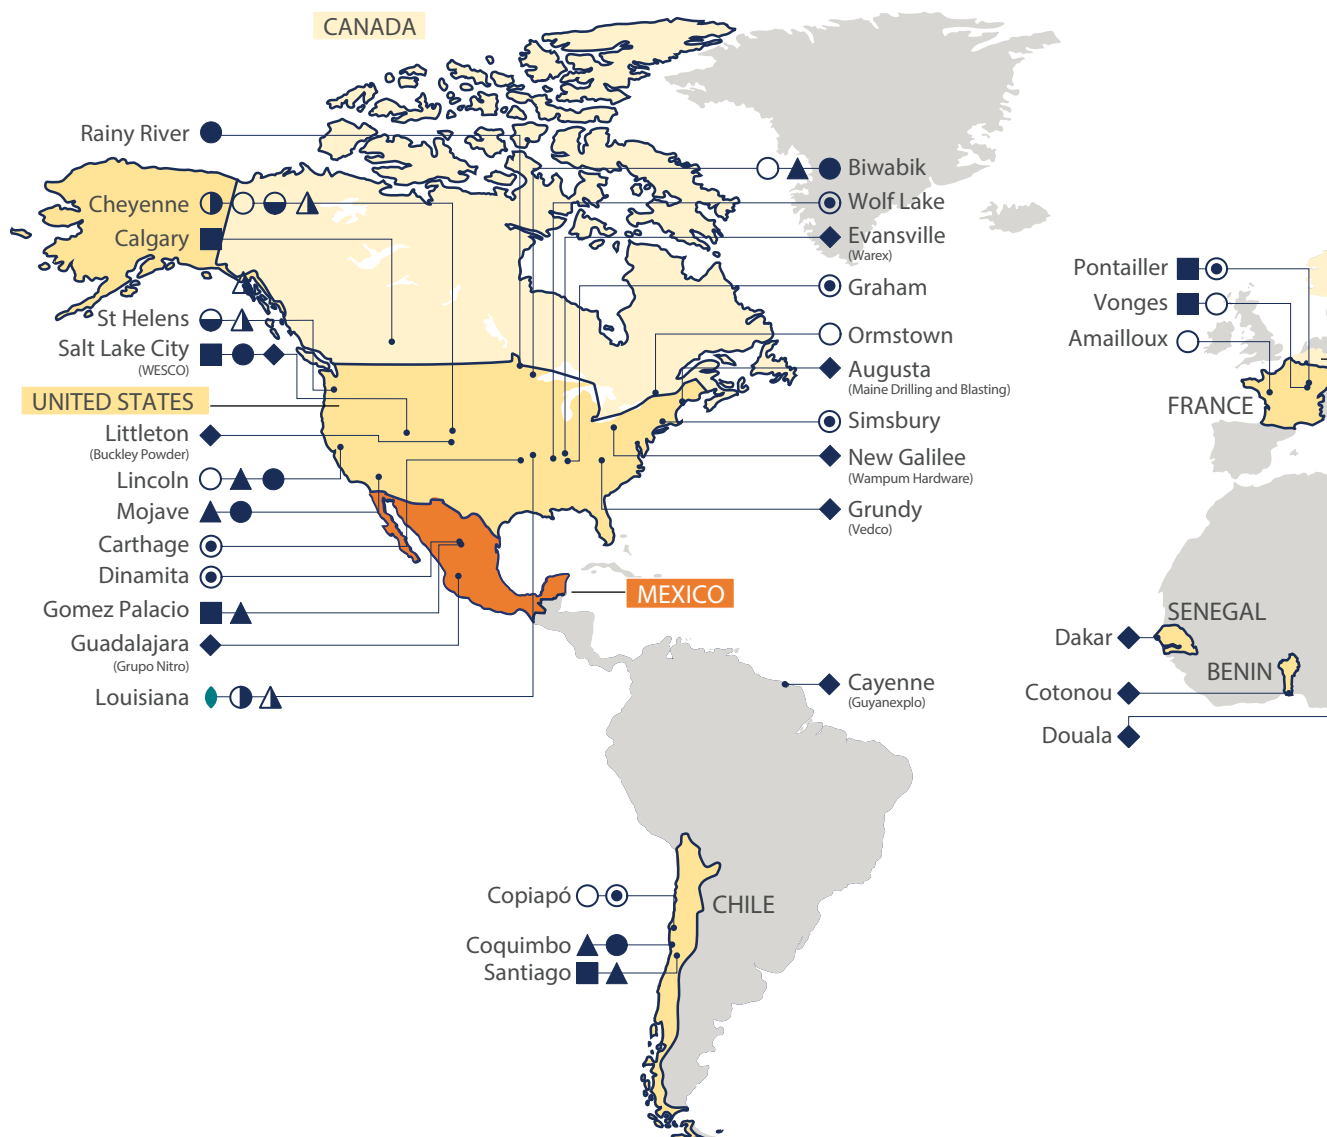 CANADA
Rainy River
Cheyenne
Calgary
St Helens
Salt Lake City
(WESCO)
UNITED STATES
Littleton
(Buckley Powder)
Lincoln
Mojave
Carthage
Dinamita
Gomez Palacio
Guadalajara
(Grupo Nitro)
Louisiana
Biwabik
Wolf Lake
Evansville
(Warex)
Graham
Ormstown
Augusta
(Maine Drilling and Blasting)
Simsbury
New Galilee
(Wampum Hardware)
Grundy
(Vedco)
MEXICO
Cayenne
(Guyanexplo)
Copiapó
CHILE
Coquimbo
Santiago
Pontailler
Vonges
Amailloux
FRANCE
SENEGAL
Dakar
BENIN
Cotonou
Douala